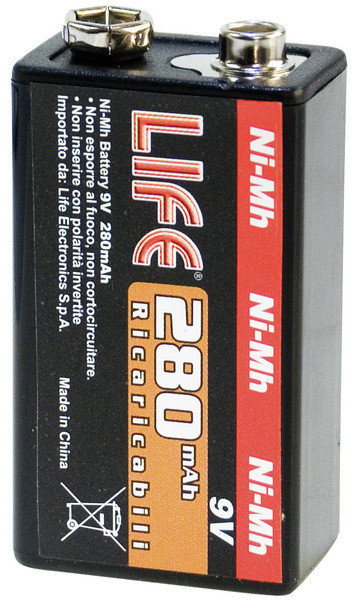 Ni-Mh Ni-Mh Ni-Mh
LIFE®
280 mAh
9V
Ricaricabili
Ni-Mh Battery 9V 280mAh
• Non esporre al fuoco, non cortocircuitare.
• Non inserire con polarità invertite
Importato da: Life Electronics S.p.A.
Made in China